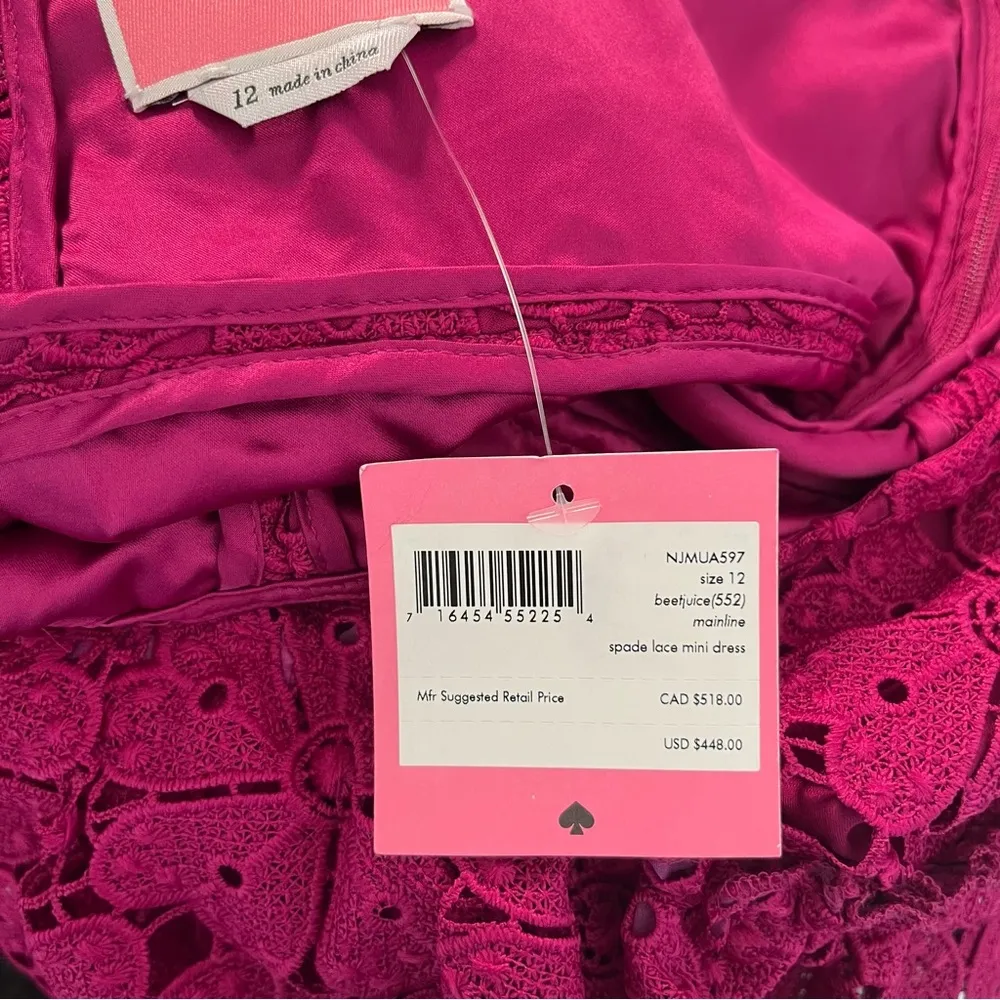 12 made in china
NJMUA597
size 12
beetjuice(552)
mainline
spade lace mini dress
7 16454 55225 4
Mfr Suggested Retail Price CAD $518.00
USD $448.00